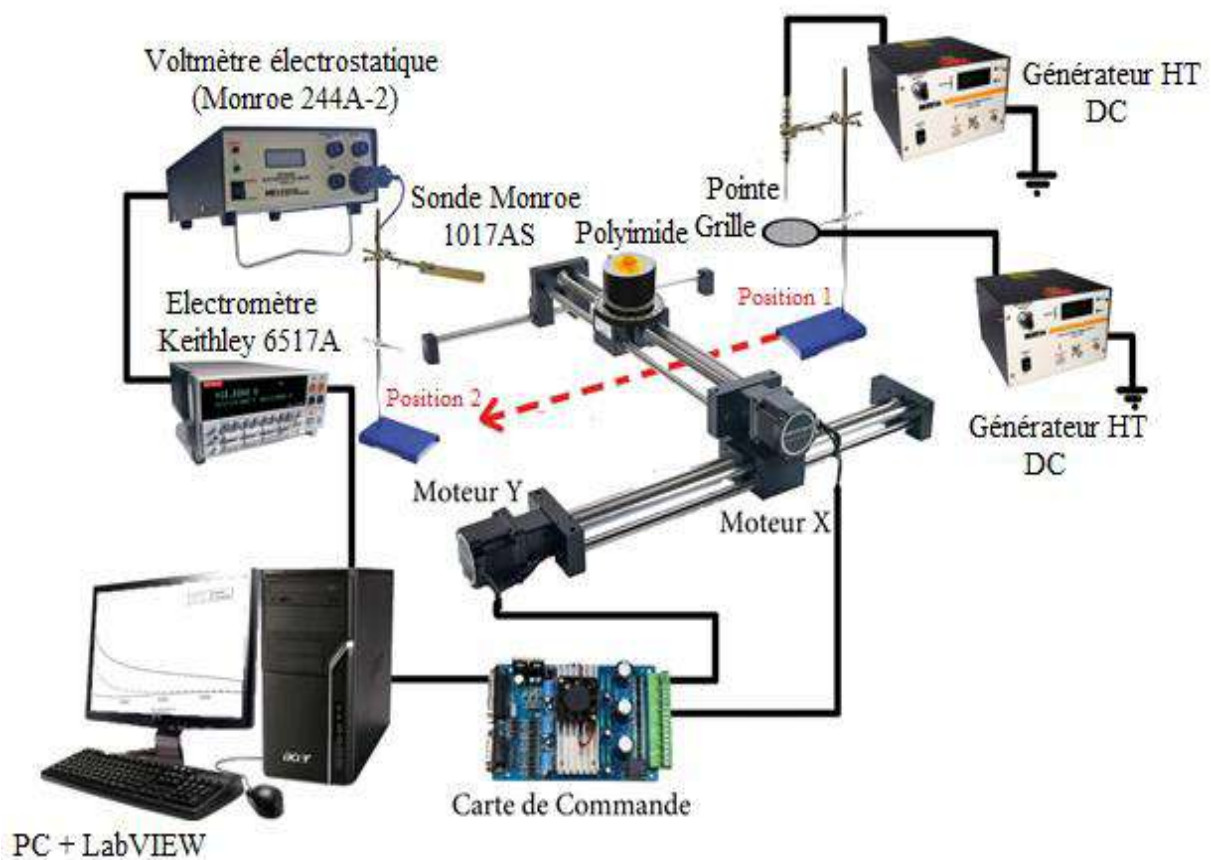 Voltmètre électrostatique
(Monroe 244A-2)
Générateur HT
DC
Sonde Monroe
1017AS
Pointe
Grille
Polyimide
Position 1
Electromètre
Keithley 6517A
Position 2
Générateur HT
DC
Moteur Y
Moteur X
acer
Carte de Commande
PC + LabVIEW